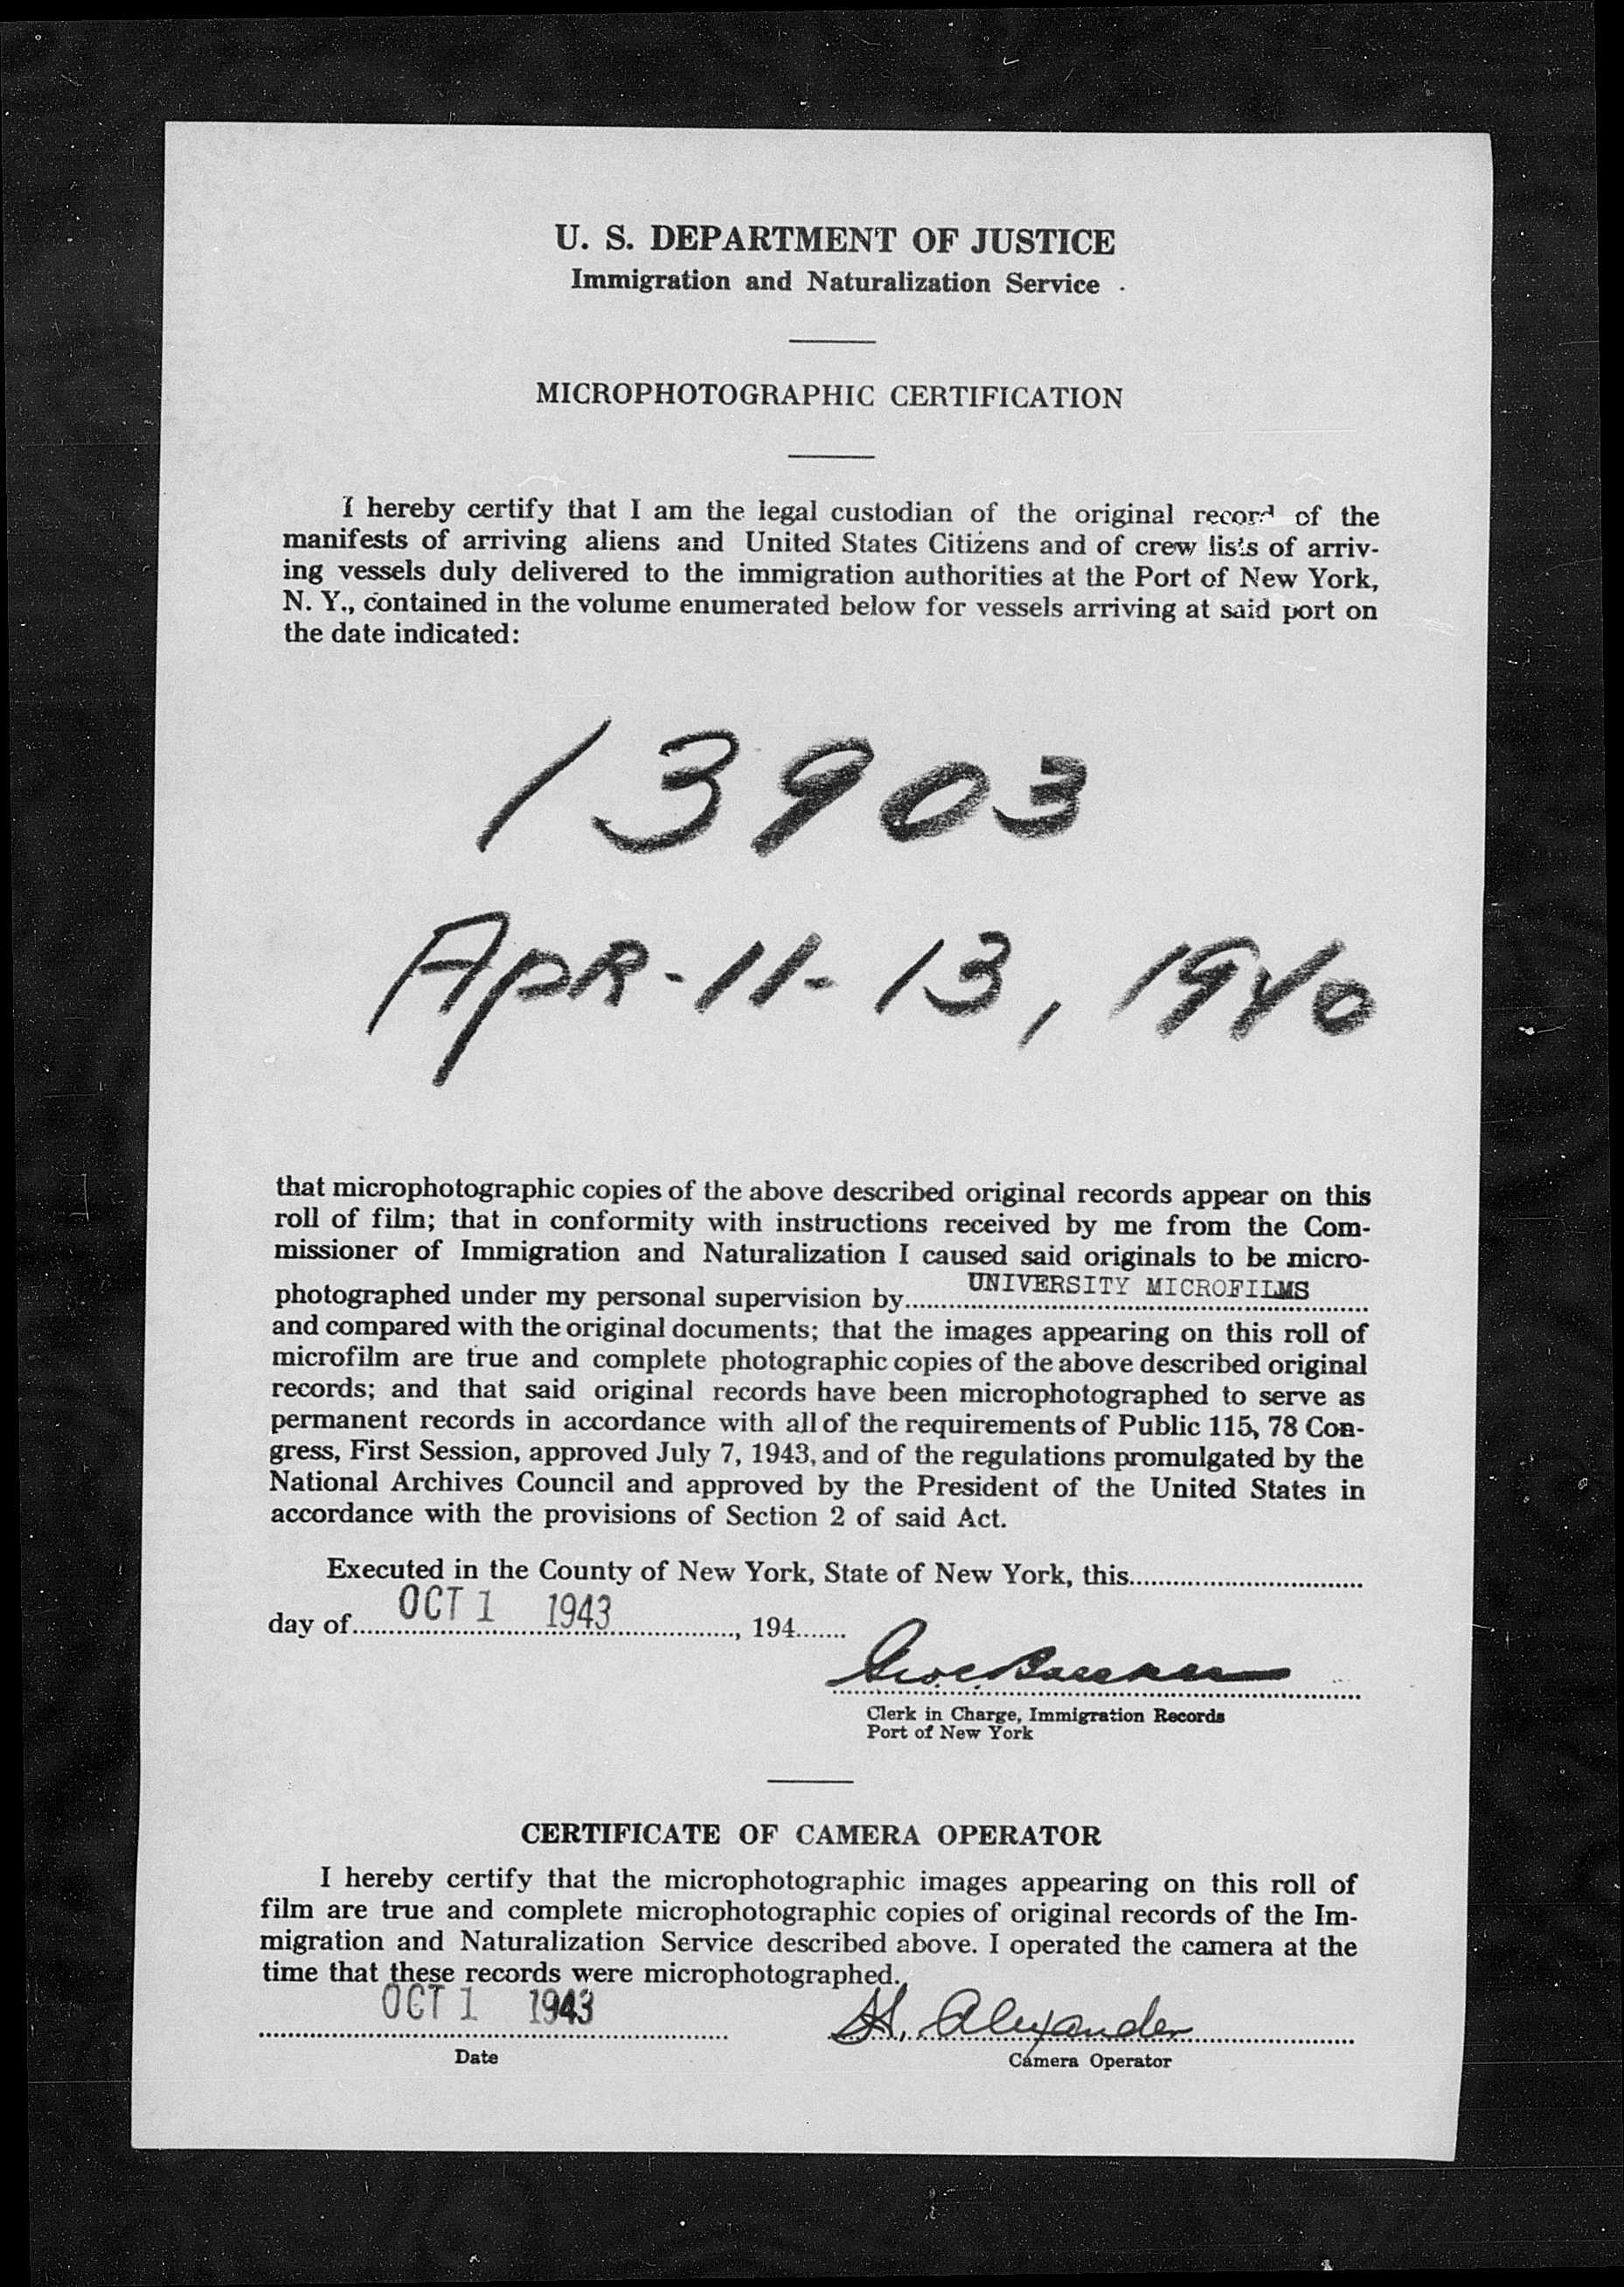 U. S. DEPARTMENT OF JUSTICE
Immigration and Naturalization Service
MICROPHOTOGRAPHIC CERTIFICATION
I hereby certify that I am the legal custodian of the original record of the
manifests of arriving aliens and United States Citizens and of crew lists of arriv-
ing vessels duly delivered to the immigration authorities at the Port of New York,
N. Y., contained in the volume enumerated below for vessels arriving at said port on
the date indicated:
13903
APR-11-13, 1940
that microphotographic copies of the above described original records appear on this
roll of film; that in conformity with instructions received by me from the Com-
missioner of Immigration and Naturalization I caused said originals to be micro-
photographed under my personal supervision by UNIVERSITY MICROFILMS
and compared with the original documents; that the images appearing on this roll of
microfilm are true and complete photographic copies of the above described original
records; and that said original records have been microphotographed to serve as
permanent records in accordance with all of the requirements of Public 115, 78 Con-
gress, First Session, approved July 7, 1943, and of the regulations promulgated by the
National Archives Council and approved by the President of the United States in
accordance with the provisions of Section 2 of said Act.
Executed in the County of New York, State of New York, this
day of OCT 1 1943, 194
Clerk in Charge, Immigration Records
Port of New York
CERTIFICATE OF CAMERA OPERATOR
I hereby certify that the microphotographic images appearing on this roll of
film are true and complete microphotographic copies of original records of the Im-
migration and Naturalization Service described above. I operated the camera at the
time that these records were microphotographed.
OCT 1 1943 H. Alexander
Date Camera Operator